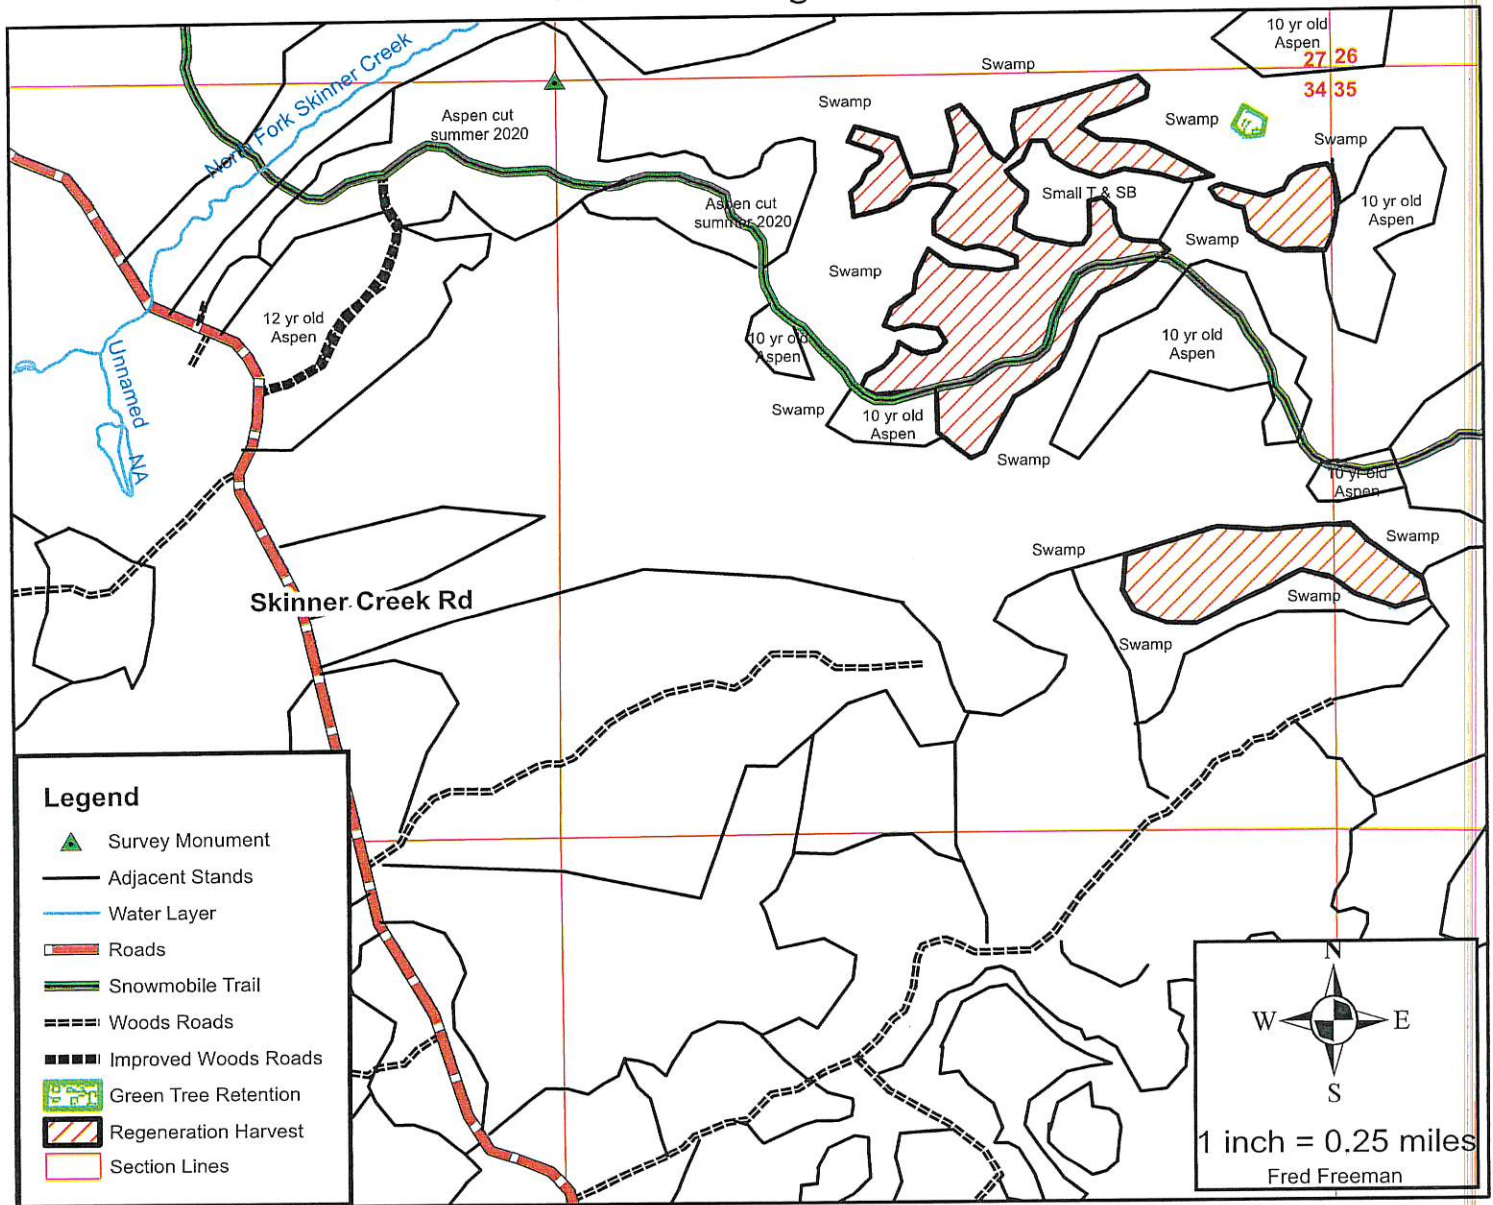 10 yr old
Aspen
27 26
34 35
Swamp
North Fork Skinner Creek
Swamp
Aspen cut
summer 2020
Swamp
Swamp
Small T & SB
10 yr old
Aspen
Aspen cut
summer 2020
Swamp
Swamp
12 yr old
Aspen
10 yr old
Aspen
10 yr old
Aspen
Unnamed
NA
Swamp
10 yr old
Aspen
Swamp
10 yr old
Aspen
Swamp
Swamp
Swamp
Skinner Creek Rd
Swamp
Legend
Survey Monument
Adjacent Stands
Water Layer
Roads
Snowmobile Trail
Woods Roads
Improved Woods Roads
Green Tree Retention
Regeneration Harvest
Section Lines
N
W E
S
1 inch = 0.25 miles
Fred Freeman